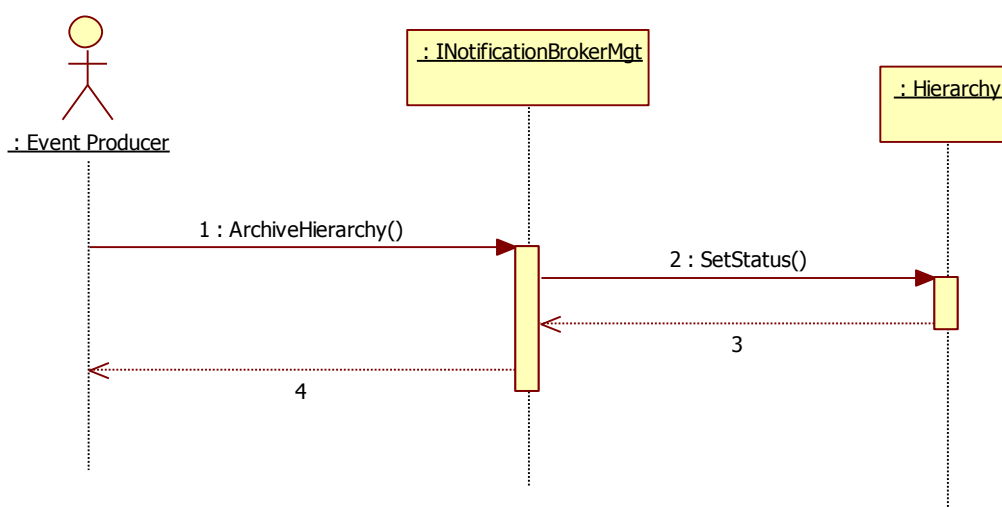 : INotificationBrokerMgt
: Hierarchy
: Event Producer
1 : ArchiveHierarchy()
2 : SetStatus()
3
4